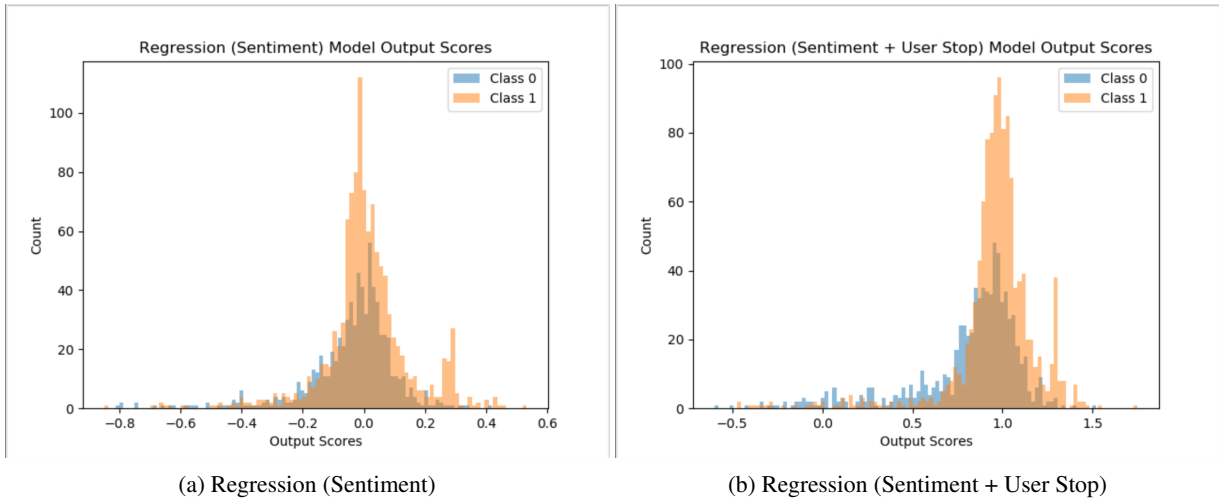 Regression (Sentiment) Model Output Scores
Class 0
Class 1
Count
100
80
60
40
20
0
−0.8 −0.6 −0.4 −0.2 0.0 0.2 0.4 0.6
Output Scores
(a) Regression (Sentiment)
Regression (Sentiment + User Stop) Model Output Scores
Class 0
Class 1
Count
100
80
60
40
20
0
−0.5 0.0 0.5 1.0 1.5
Output Scores
(b) Regression (Sentiment + User Stop)